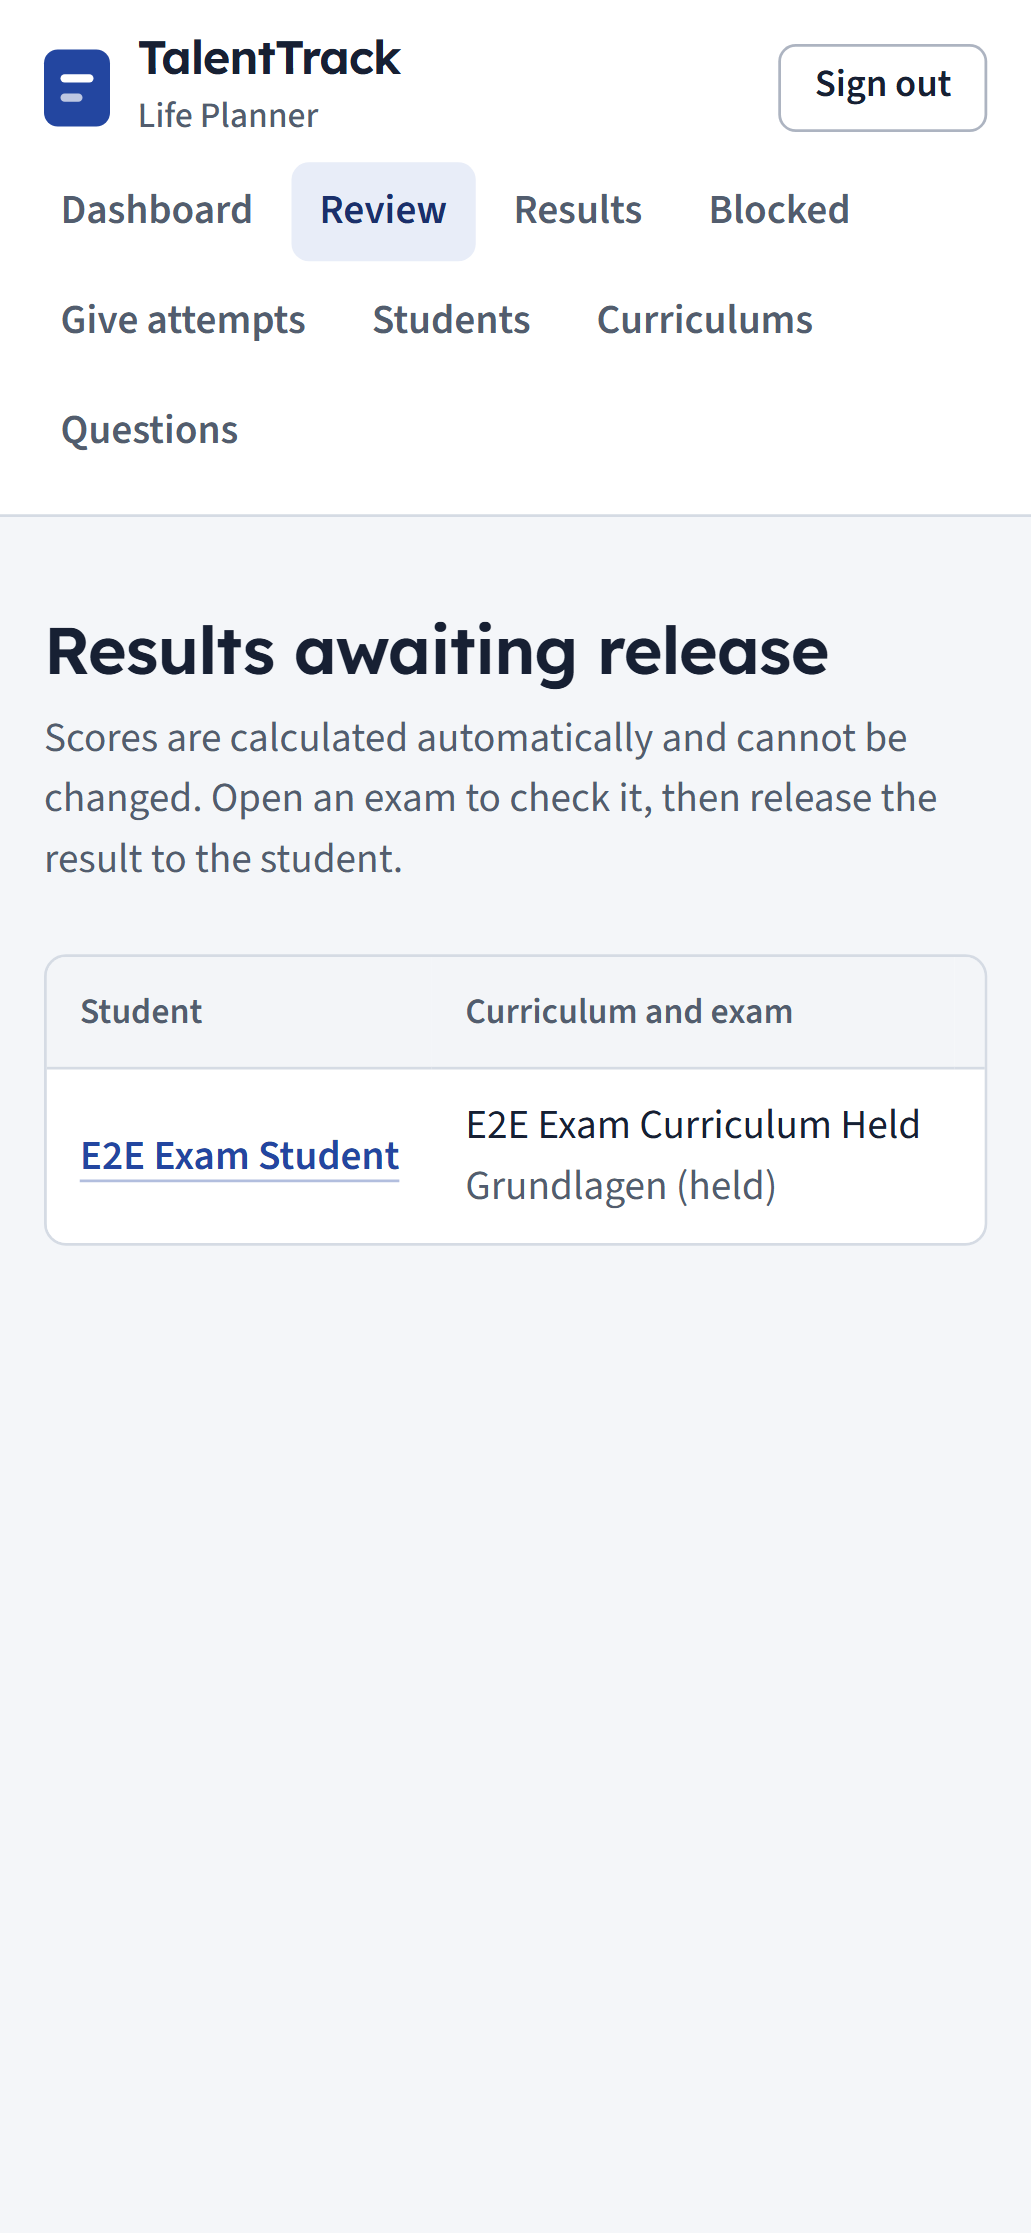 TalentTrack
Life Planner
Sign out
Dashboard
Review
Results
Blocked
Give attempts
Students
Curriculums
Questions
Results awaiting release
Scores are calculated automatically and cannot be
changed. Open an exam to check it, then release the
result to the student.
Student
Curriculum and exam
E2E Exam Student
E2E Exam Curriculum Held
Grundlagen (held)